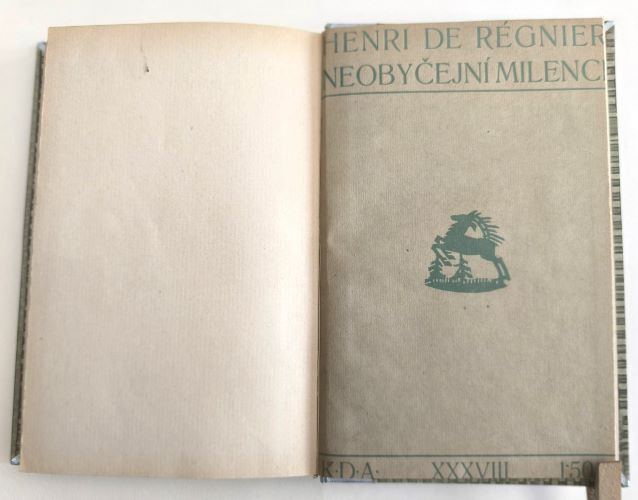 HENRI DE RÉGNIER
NEOBYČEJNÍ MILENCI
K·D·A· XXXVIII 1·50